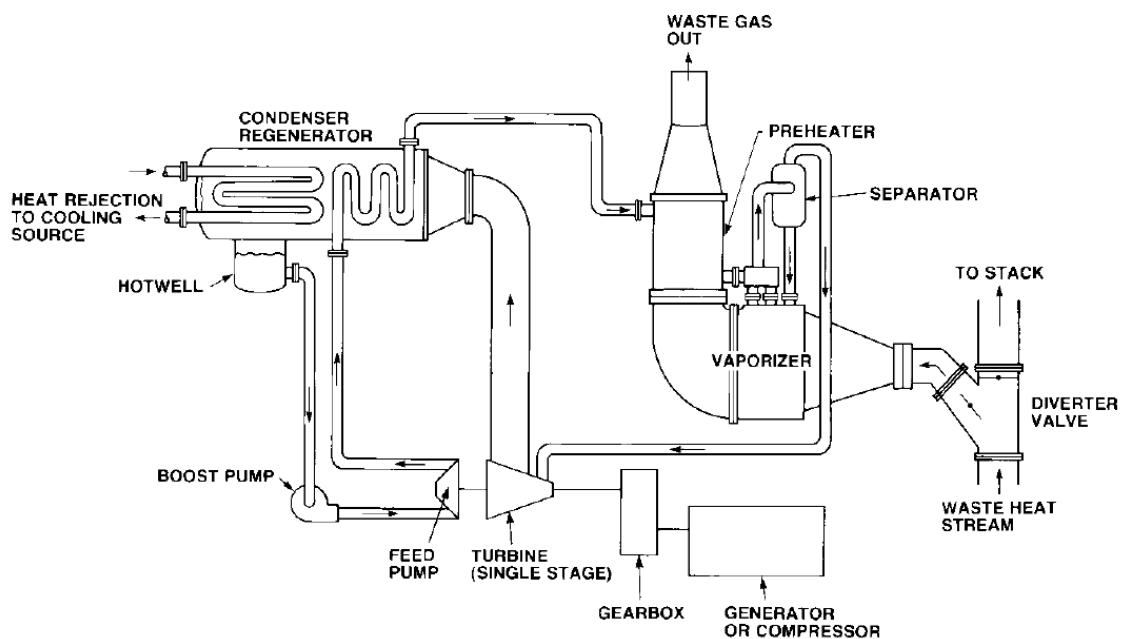 WASTE GAS
OUT
CONDENSER
REGENERATOR
PREHEATER
SEPARATOR
HEAT REJECTION
TO COOLING
SOURCE
HOTWELL
TO STACK
VAPORIZER
DIVERTER
VALVE
BOOST PUMP
WASTE HEAT
STREAM
FEED
PUMP
TURBINE
(SINGLE STAGE)
GEARBOX
GENERATOR
OR COMPRESSOR